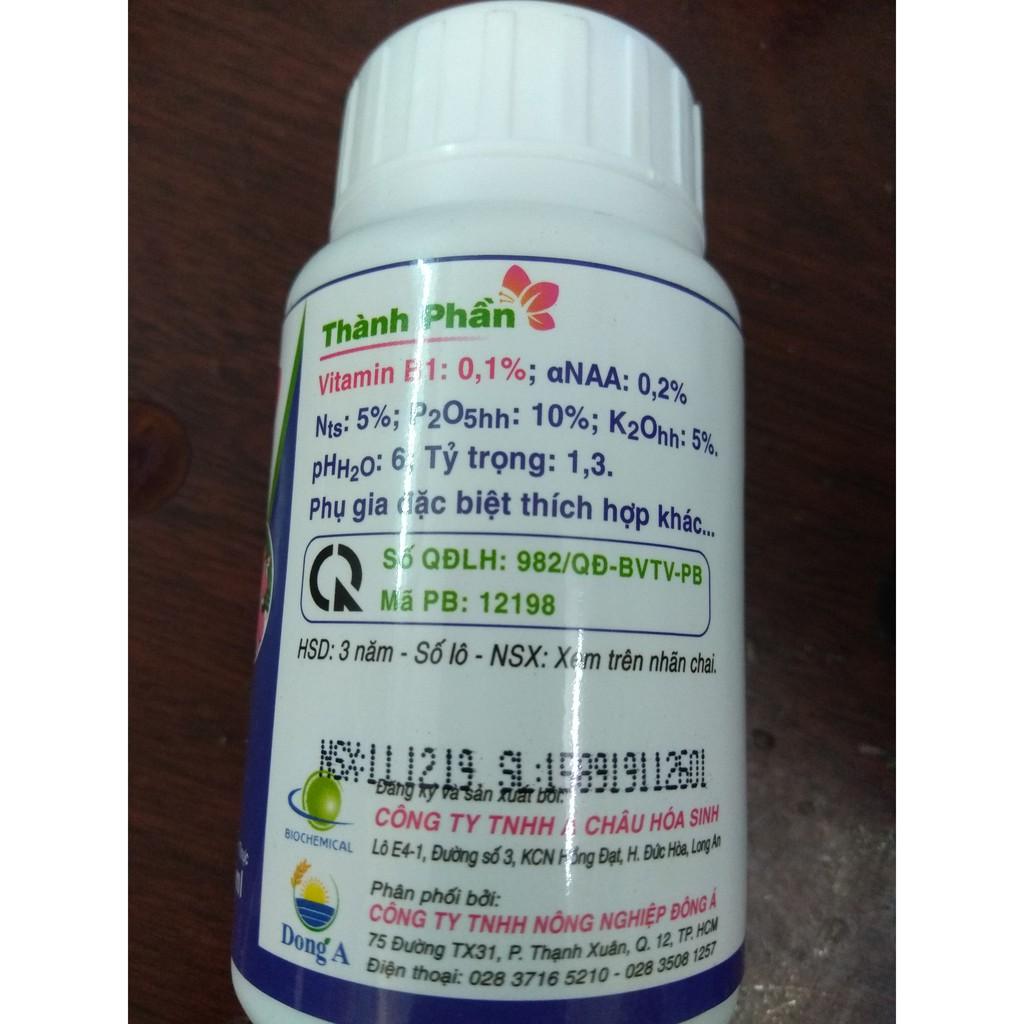 Thành Phần
Vitamin B1: 0,1%; αNAA: 0,2%
Nts: 5%; P2O5hh: 10%; K2Ohh: 5%.
pHH2O: 6; Tỷ trọng: 1,3.
Phụ gia đặc biệt thích hợp khác...
Số QĐLH: 982/QĐ-BVTV-PB
Mã PB: 12198
HSD: 3 năm - Số lô - NSX: Xem trên nhãn chai.
NSX:111219 SL:190919112601
Đăng ký và sản xuất bởi:
BIOCHEMICAL
CÔNG TY TNHH Á CHÂU HÓA SINH
Lô E4-1, Đường số 3, KCN Hồng Đạt, H. Đức Hòa, Long An
Phân phối bởi:
CÔNG TY TNHH NÔNG NGHIỆP ĐÔNG Á
Dong A
75 Đường TX31, P. Thạnh Xuân, Q. 12, TP. HCM
Điện thoại: 028 3716 5210 - 028 3508 1257
ml